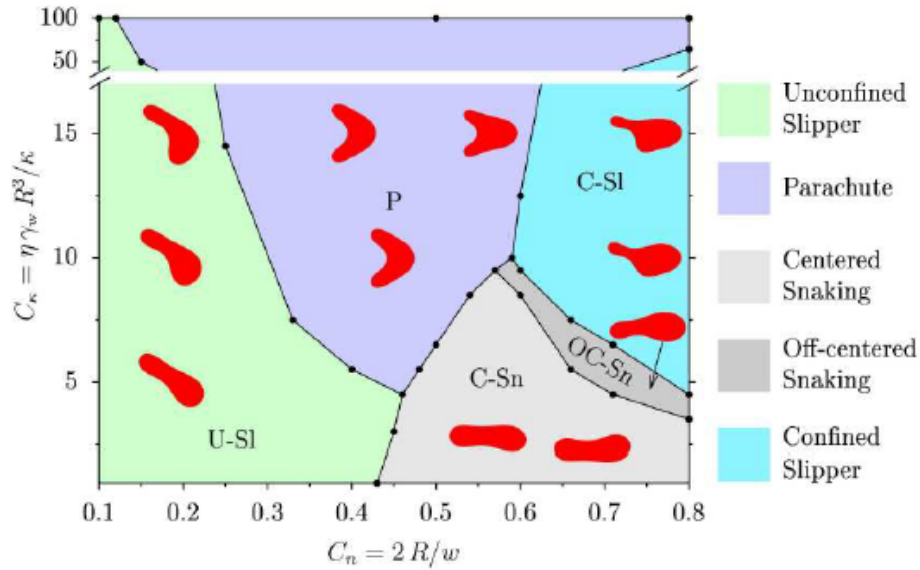 100
50
15
10
5
C_κ = η γ_w R³/κ
P
C-Sl
C-Sn
OC-Sn
U-Sl
0.1 0.2 0.3 0.4 0.5 0.6 0.7 0.8
C_n = 2 R/w
Unconfined
Slipper
Parachute
Centered
Snaking
Off-centered
Snaking
Confined
Slipper